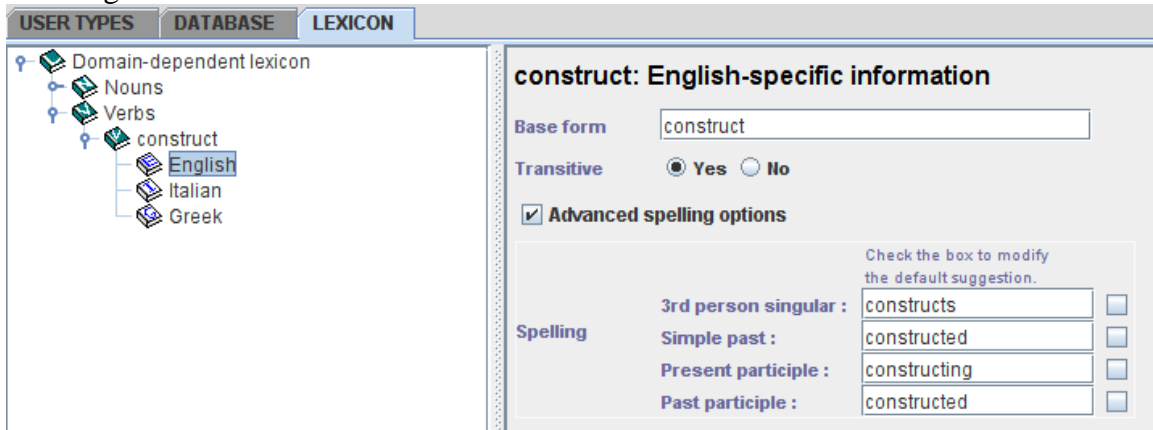 USER TYPES DATABASE LEXICON
Domain-dependent lexicon
Nouns
Verbs
construct
English
Italian
Greek
construct: English-specific information
Base form construct
Transitive Yes No
Advanced spelling options
Check the box to modify
the default suggestion.
Spelling
3rd person singular : constructs
Simple past : constructed
Present participle : constructing
Past participle : constructed